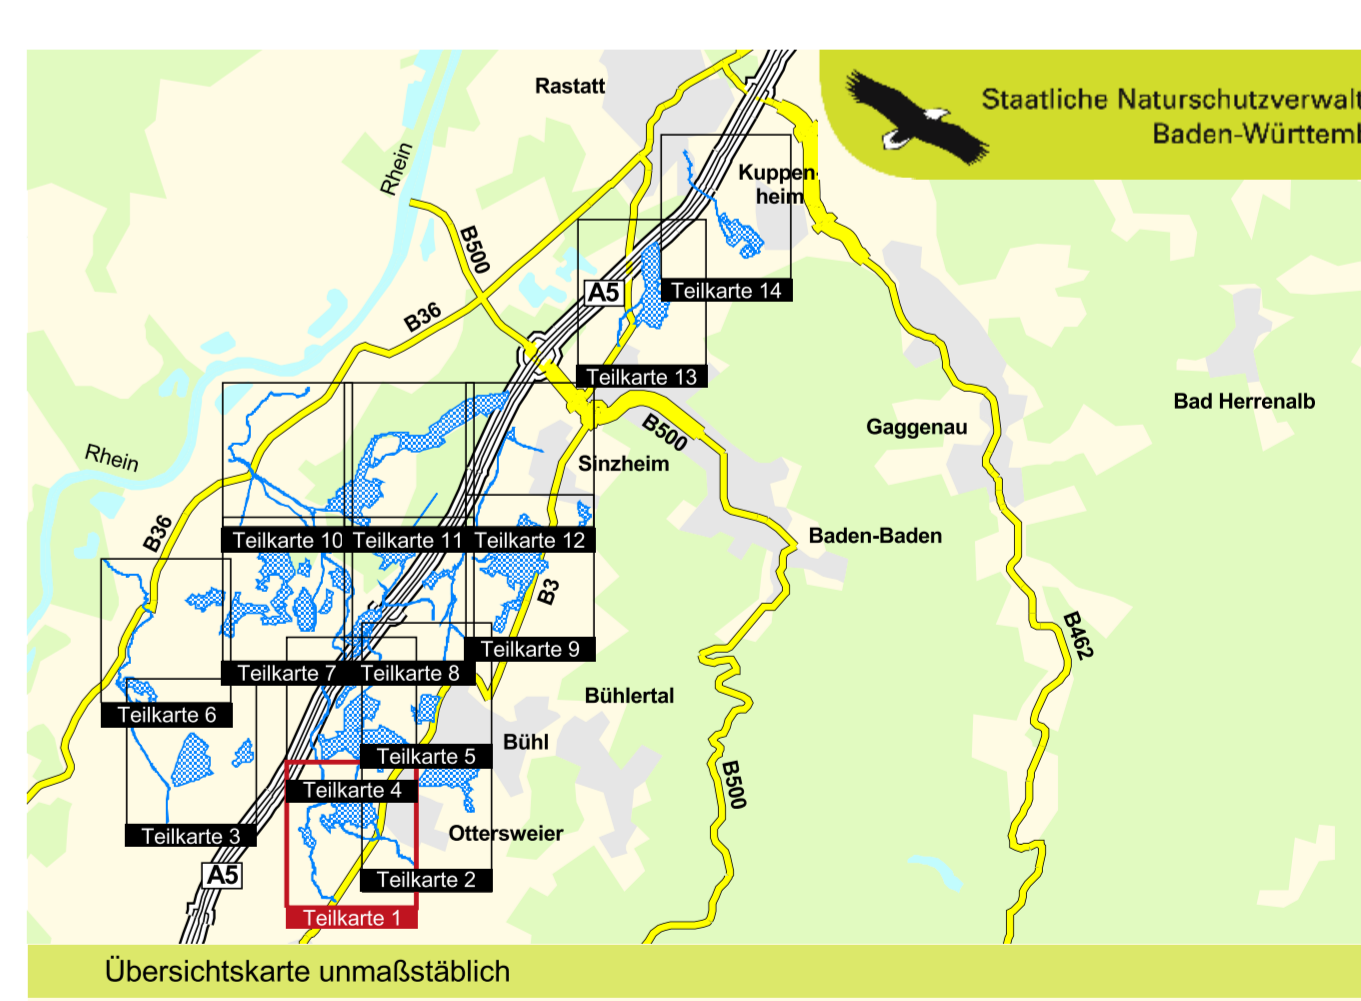 Rastatt
Staatliche Naturschutzverwalt
Baden-Württem
Rhein
Kuppen-
heim
B500
A5
Teilkarte 14
B36
Teilkarte 13
Bad Herrenalb
Gaggenau
B500
Sinzheim
Rhein
B36
Teilkarte 10
Teilkarte 11
Teilkarte 12
Baden-Baden
B3
B462
Teilkarte 9
Teilkarte 7
Teilkarte 8
Bühlertal
Teilkarte 6
Bühl
Teilkarte 5
B500
Teilkarte 4
Teilkarte 3
Ottersweier
A5
Teilkarte 2
Teilkarte 1
Übersichtskarte unmaßstäblich